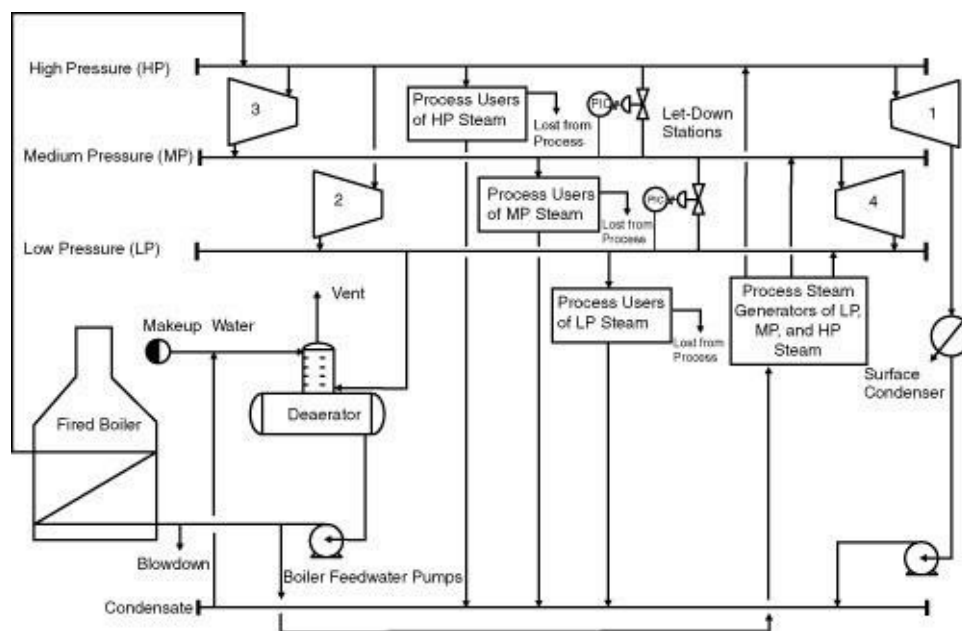 High Pressure (HP)
3
Process Users
of HP Steam
Lost from
Process
PIC
Let-Down
Stations
1
Medium Pressure (MP)
2
Process Users
of MP Steam
Lost from
Process
PIC
4
Low Pressure (LP)
Vent
Makeup Water
Process Users
of LP Steam
Lost from
Process
Process Steam
Generators of LP,
MP, and HP
Steam
Surface
Condenser
Fired Boiler
Deaerator
Blowdown
Boiler Feedwater Pumps
Condensate